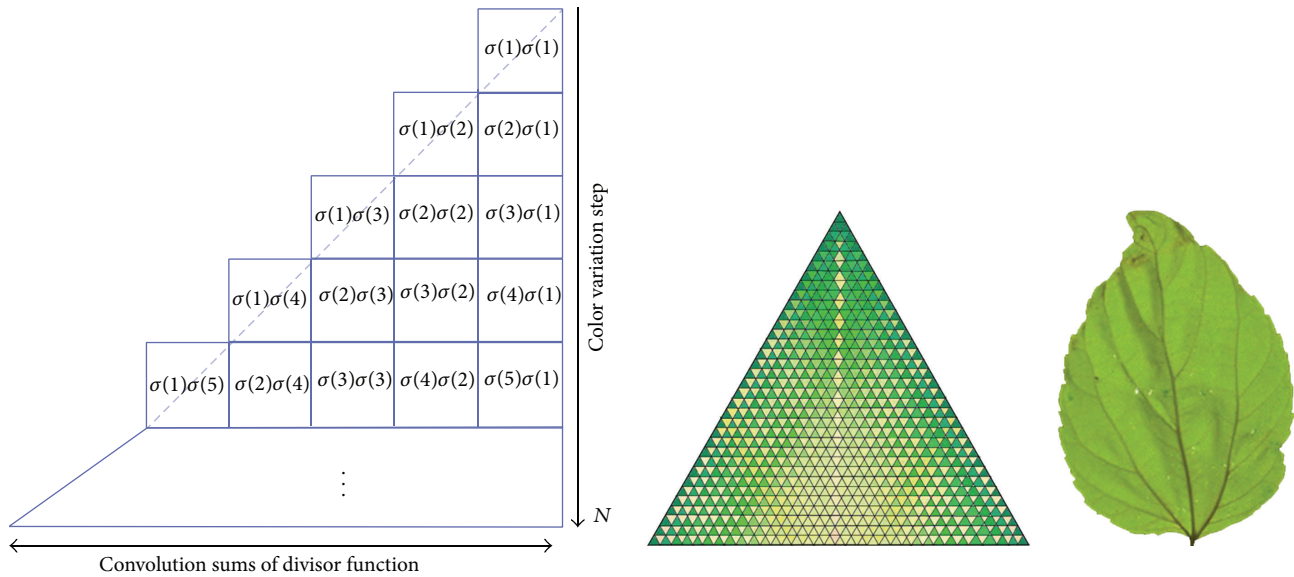 σ(1)σ(1)
σ(1)σ(2) σ(2)σ(1)
σ(1)σ(3) σ(2)σ(2) σ(3)σ(1)
σ(1)σ(4) σ(2)σ(3) σ(3)σ(2) σ(4)σ(1)
σ(1)σ(5) σ(2)σ(4) σ(3)σ(3) σ(4)σ(2) σ(5)σ(1)
⋮
Color variation step
N
Convolution sums of divisor function